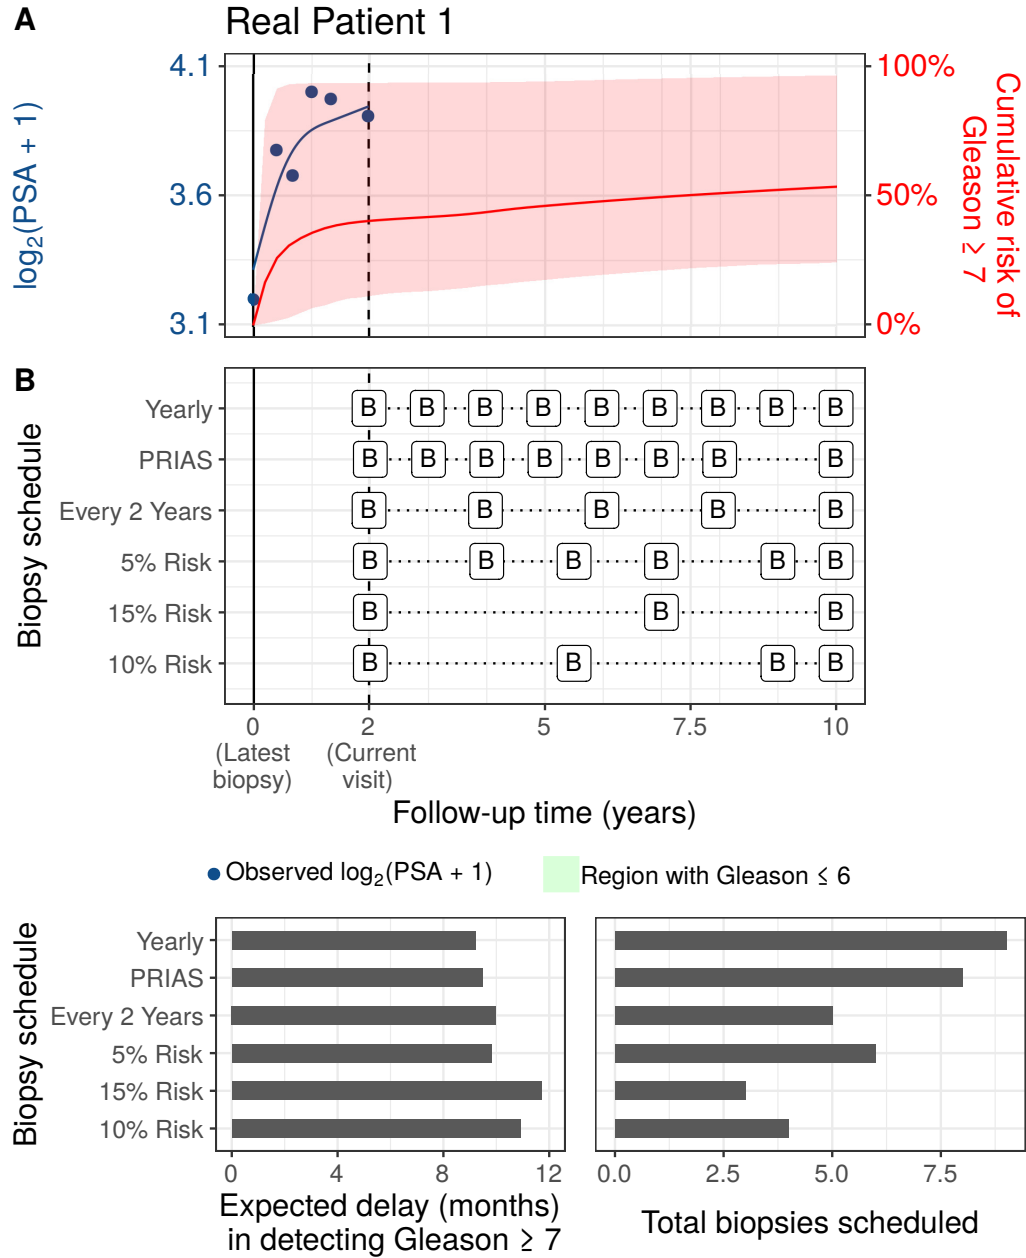 A
Real Patient 1
log₂(PSA + 1)
4.1
3.6
3.1
100%
50%
0%
Cumulative risk of
Gleason ≥ 7
B
Biopsy schedule
Yearly B B B B B B B B B
PRIAS B B B B B B B B
Every 2 Years B B B B B
5% Risk B B B B B B
15% Risk B B B
10% Risk B B B B
0 2 5 7.5 10
(Latest (Current
biopsy) visit)
Follow-up time (years)
Observed log₂(PSA + 1) Region with Gleason ≤ 6
Biopsy schedule
Yearly
PRIAS
Every 2 Years
5% Risk
15% Risk
10% Risk
0 4 8 12
Expected delay (months)
in detecting Gleason ≥ 7
0.0 2.5 5.0 7.5
Total biopsies scheduled